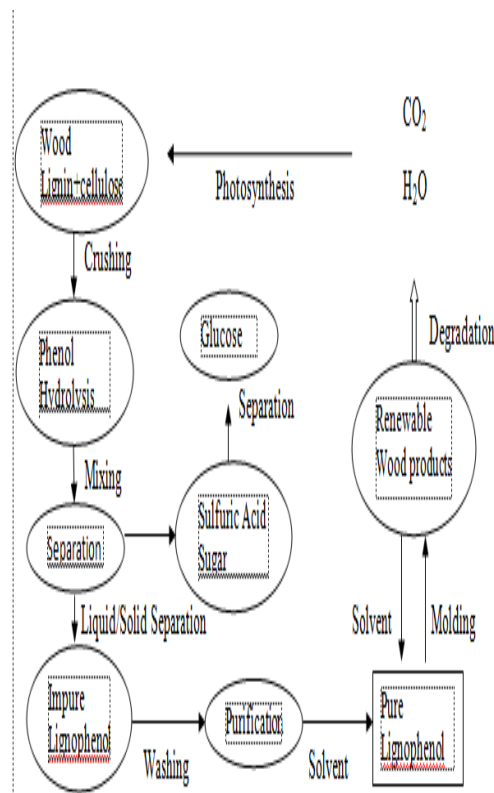 CO₂
Wood
Lignin+cellulose
Photosynthesis
H₂O
Crushing
Glucose
Degradation
Phenol
Hydrolysis
Separation
Renewable
Wood products
Mixing
Sulfuric Acid
Sugar
Separation
Liquid/Solid Separation
Solvent
Molding
Impure
Lignophenol
Purification
Pure
Lignophenol
Washing
Solvent